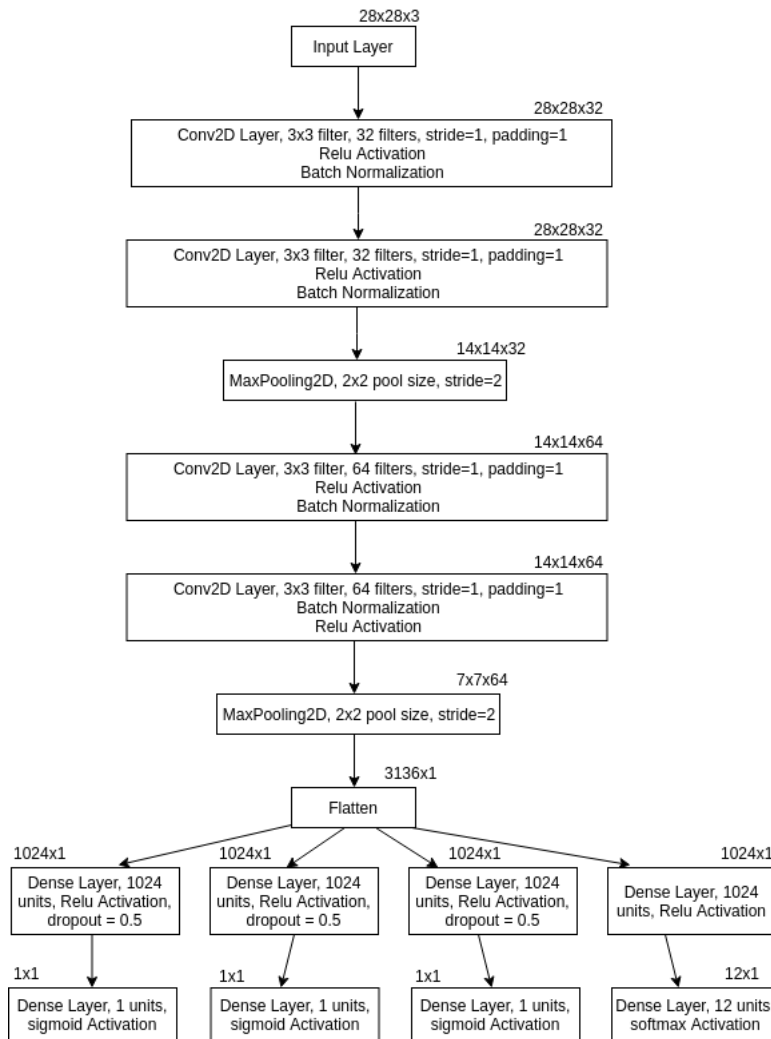 28x28x3
Input Layer
28x28x32
Conv2D Layer, 3x3 filter, 32 filters, stride=1, padding=1
Relu Activation
Batch Normalization
28x28x32
Conv2D Layer, 3x3 filter, 32 filters, stride=1, padding=1
Relu Activation
Batch Normalization
14x14x32
MaxPooling2D, 2x2 pool size, stride=2
14x14x64
Conv2D Layer, 3x3 filter, 64 filters, stride=1, padding=1
Relu Activation
Batch Normalization
14x14x64
Conv2D Layer, 3x3 filter, 64 filters, stride=1, padding=1
Batch Normalization
Relu Activation
7x7x64
MaxPooling2D, 2x2 pool size, stride=2
3136x1
Flatten
1024x1
Dense Layer, 1024
units, Relu Activation,
dropout = 0.5
1024x1
Dense Layer, 1024
units, Relu Activation,
dropout = 0.5
1024x1
Dense Layer, 1024
units, Relu Activation,
dropout = 0.5
1024x1
Dense Layer, 1024
units, Relu Activation
1x1
Dense Layer, 1 units,
sigmoid Activation
1x1
Dense Layer, 1 units,
sigmoid Activation
1x1
Dense Layer, 1 units,
sigmoid Activation
12x1
Dense Layer, 12 units
softmax Activation